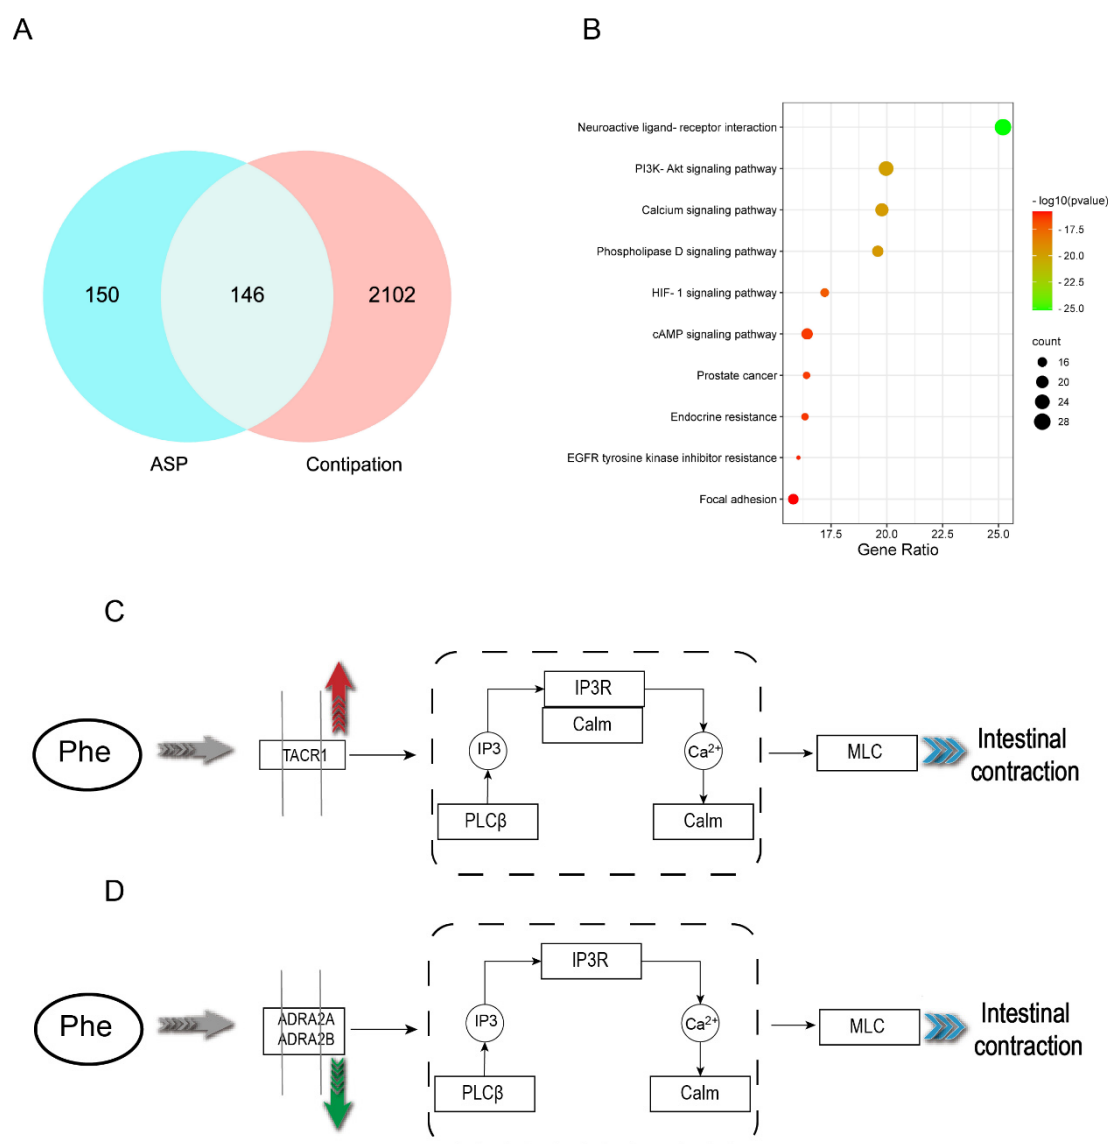 A
150
146
2102
ASP
Contipation
B
Neuroactive ligand- receptor interaction
PI3K- Akt signaling pathway
Calcium signaling pathway
Phospholipase D signaling pathway
HIF- 1 signaling pathway
cAMP signaling pathway
Prostate cancer
Endocrine resistance
EGFR tyrosine kinase inhibitor resistance
Focal adhesion
17.5
20.0
22.5
25.0
Gene Ratio
- log10(pvalue)
- 17.5
- 20.0
- 22.5
- 25.0
count
16
20
24
28
C
Phe
TACR1
IP3R
Calm
IP3
PLCβ
Ca²⁺
Calm
MLC
Intestinal
contraction
D
Phe
ADRA2A
ADRA2B
IP3R
IP3
PLCβ
Ca²⁺
Calm
MLC
Intestinal
contraction